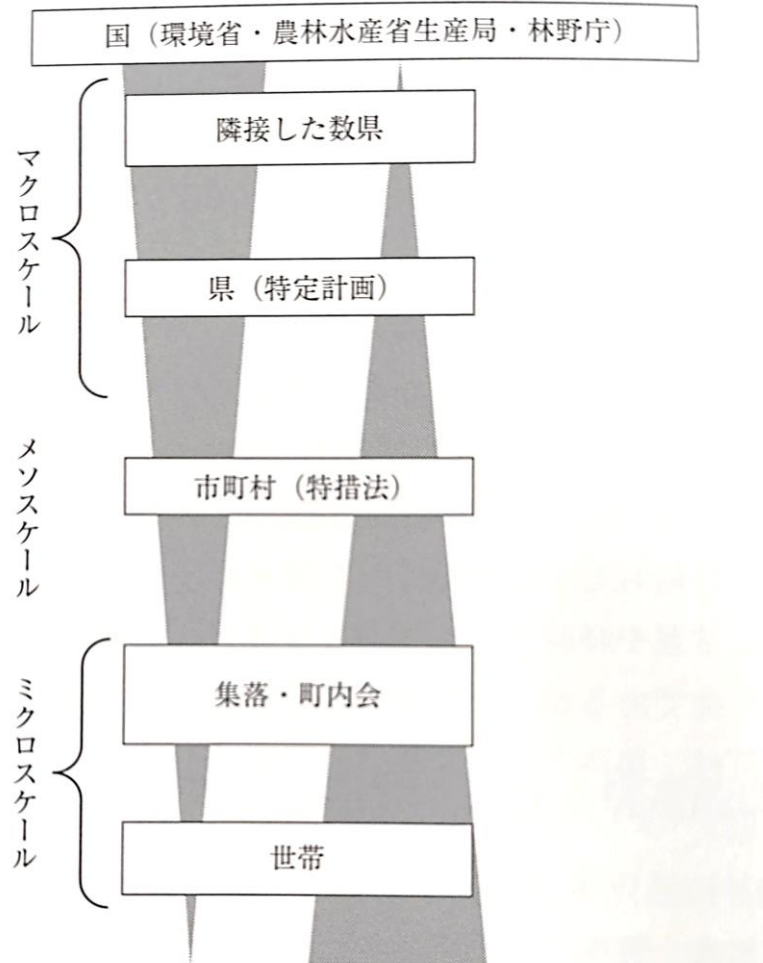 国（環境省・農林水産省生産局・林野庁）
マクロスケール
隣接した数県
県（特定計画）
メソスケール
市町村（特措法）
ミクロスケール
集落・町内会
世帯